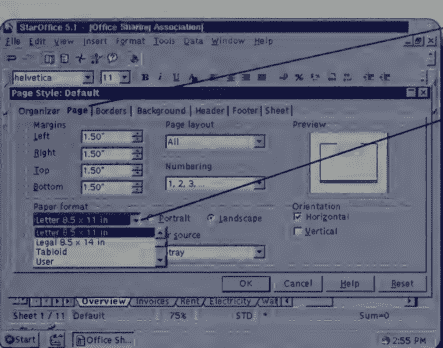 StarOffice 5.1 - [Office Sharing Association]
File Edit View Insert Format Tools Data Window Help
helvetica 11 B i U
Page Style: Default
Organizer Page Borders Background Header Footer Sheet
Margins Page layout Preview
Left 1.50" All
Right 1.50"
Top 1.50" Numbering
Bottom 1.50" 1, 2, 3, ...
Paper format Orientation
Letter 8.5 x 11 in Portrait Landscape Horizontal
Letter 8.5 x 11 in source Vertical
Legal 8.5 x 14 in
Tabloid tray
User
OK Cancel Help Reset
Overview Invoices Rent Electricity
Sheet 1 / 11 Default 75% STD * Sum=0
Start Office Sh... 2:55 PM